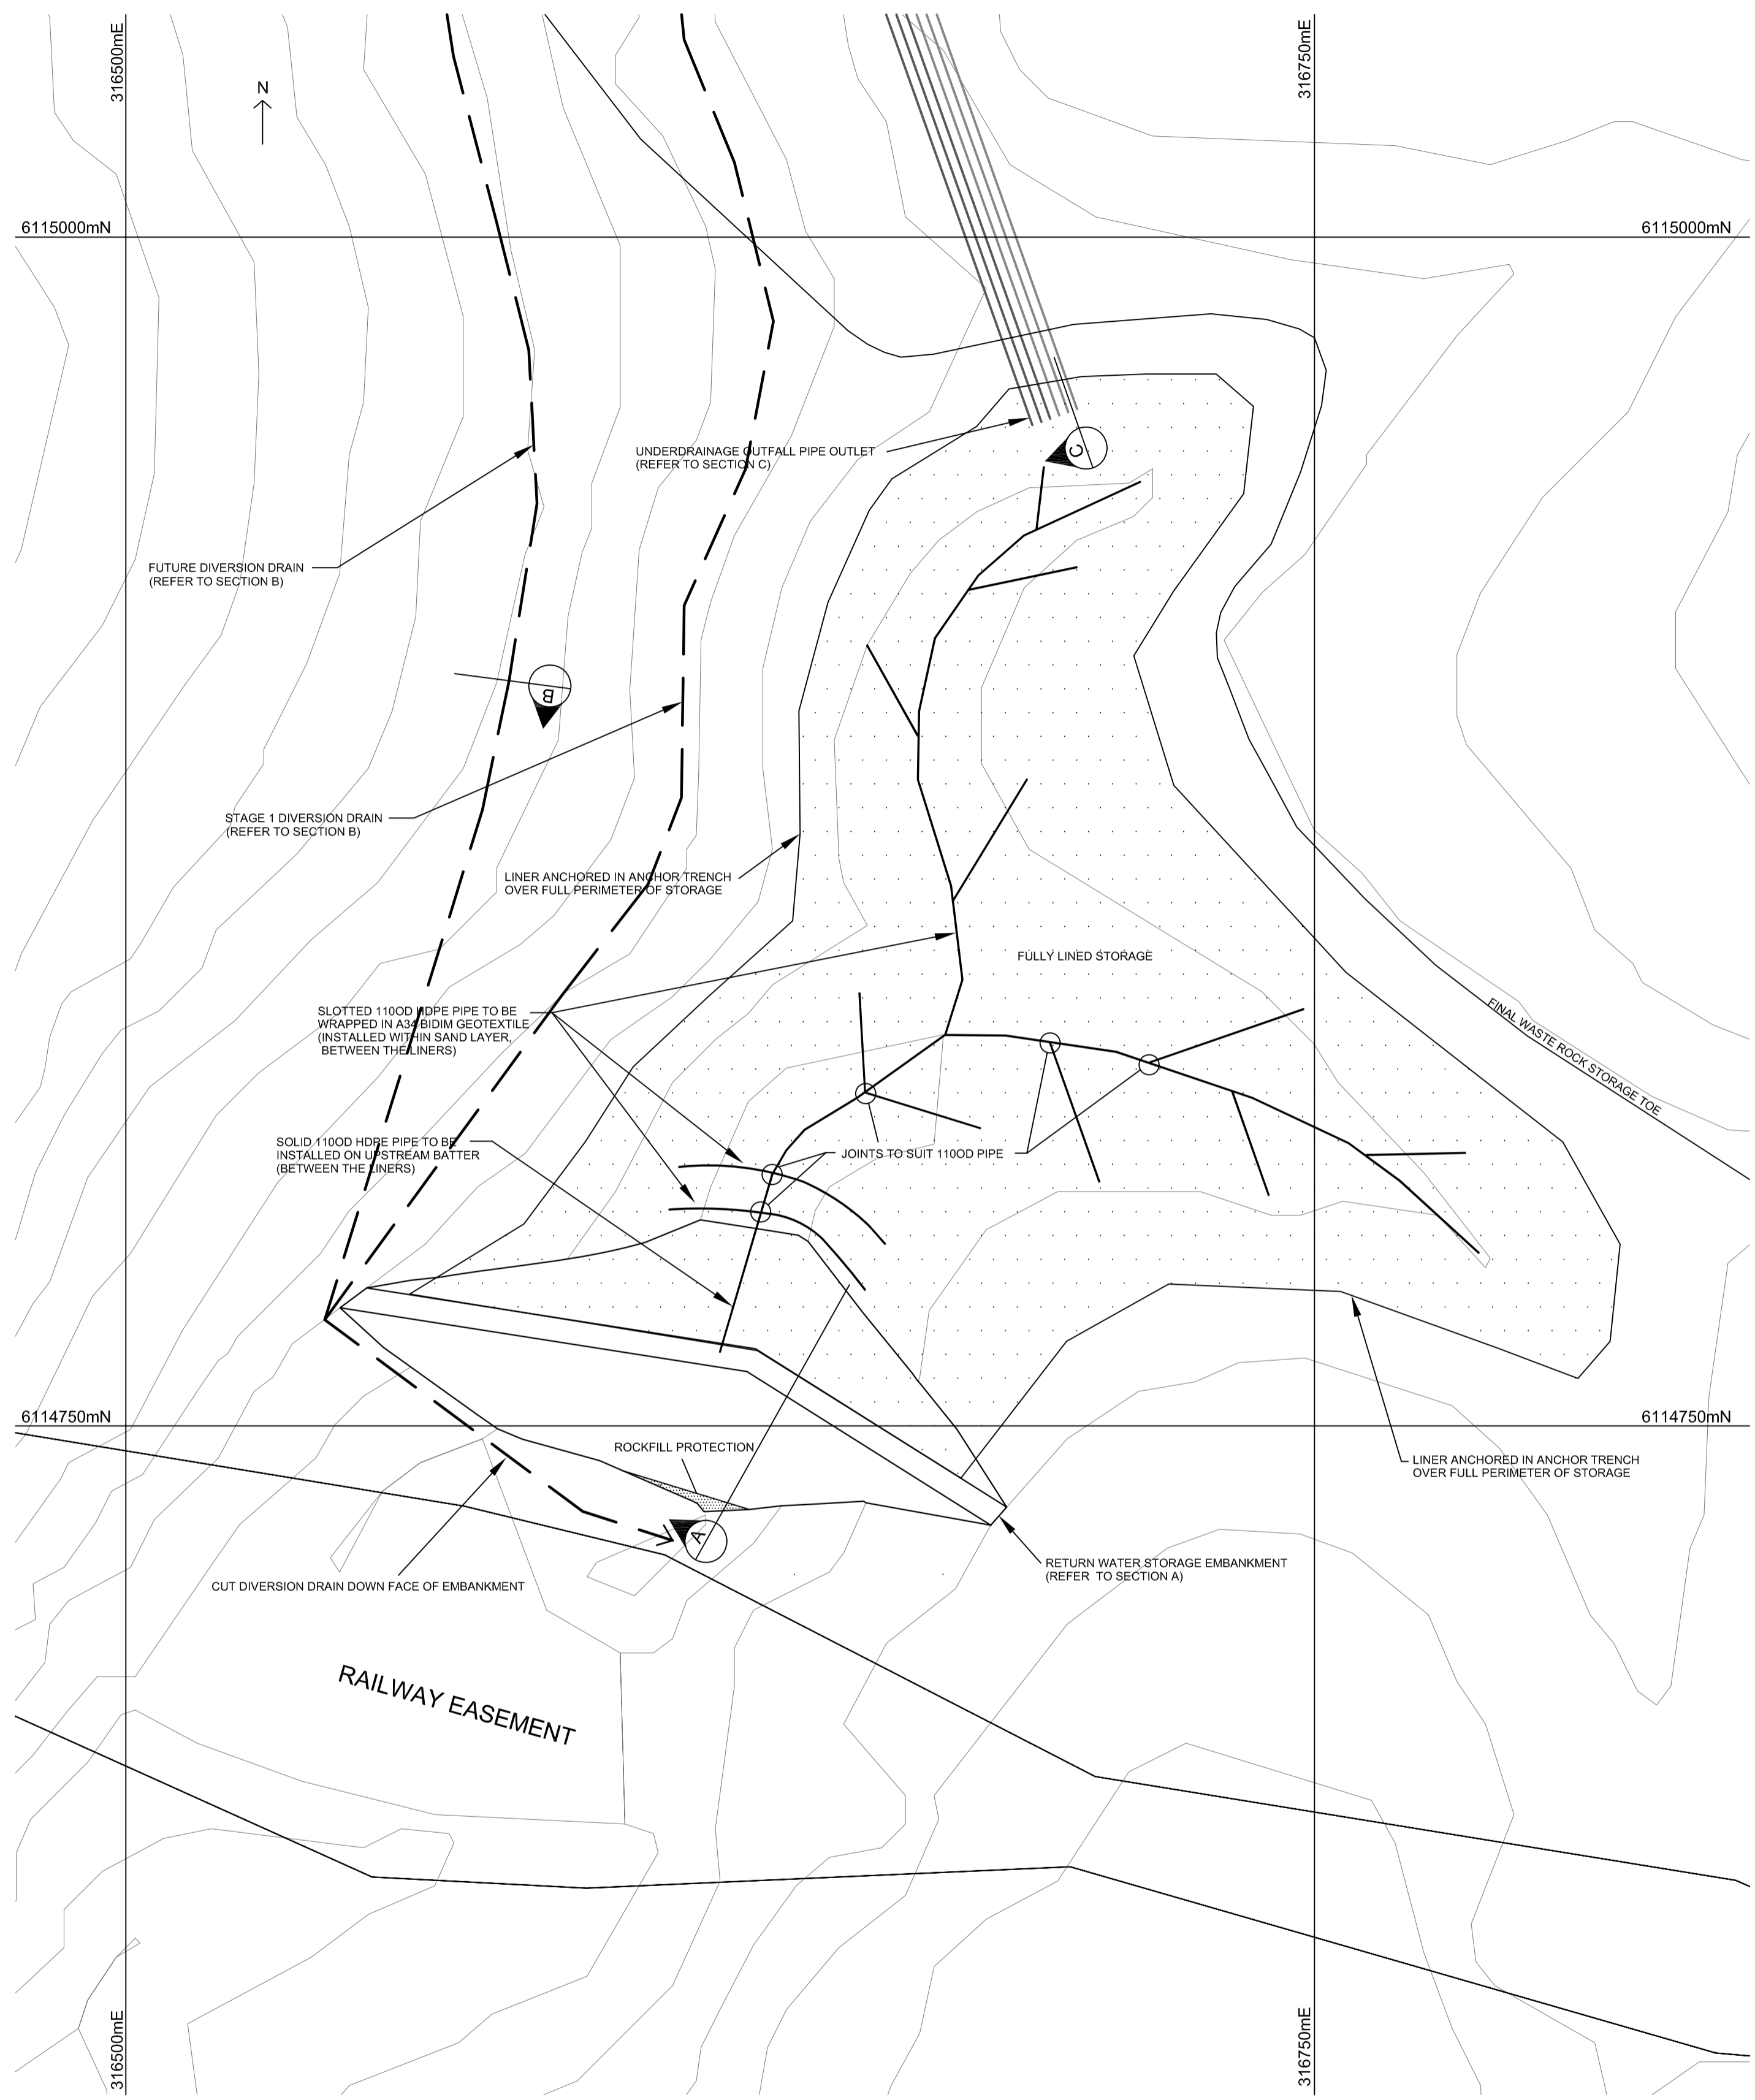 316500mE
316750mE
N
6115000mN
6115000mN
UNDERDRAINAGE OUTFALL PIPE OUTLET
(REFER TO SECTION C)
C
FUTURE DIVERSION DRAIN
(REFER TO SECTION B)
B
STAGE 1 DIVERSION DRAIN
(REFER TO SECTION B)
LINER ANCHORED IN ANCHOR TRENCH
OVER FULL PERIMETER OF STORAGE
FULLY LINED STORAGE
SLOTTED 110OD HDPE PIPE TO BE
WRAPPED IN A34 BIDIM GEOTEXTILE
(INSTALLED WITHIN SAND LAYER,
BETWEEN THE LINERS)
FINAL WASTE ROCK STORAGE TOE
SOLID 110OD HDPE PIPE TO BE
INSTALLED ON UPSTREAM BATTER
(BETWEEN THE LINERS)
JOINTS TO SUIT 110OD PIPE
6114750mN
6114750mN
ROCKFILL PROTECTION
LINER ANCHORED IN ANCHOR TRENCH
OVER FULL PERIMETER OF STORAGE
A
RETURN WATER STORAGE EMBANKMENT
(REFER TO SECTION A)
CUT DIVERSION DRAIN DOWN FACE OF EMBANKMENT
RAILWAY EASEMENT
316500mE
316750mE